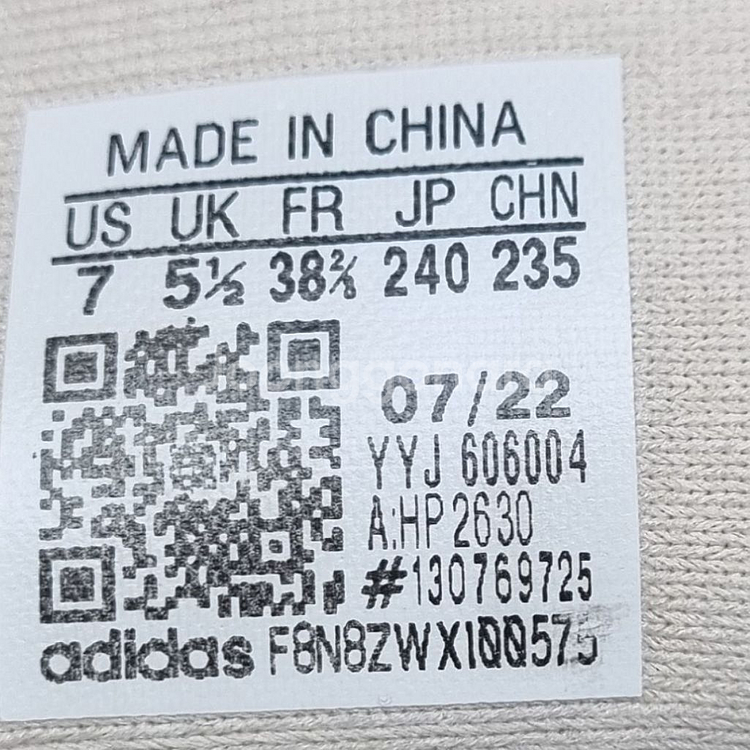 MADE IN CHINA
US UK FR JP CHN
7 5½ 38⅔ 240 235
07/22
YYJ 606004
A:HP2630
#130769725
adidas F8N8ZWX100575